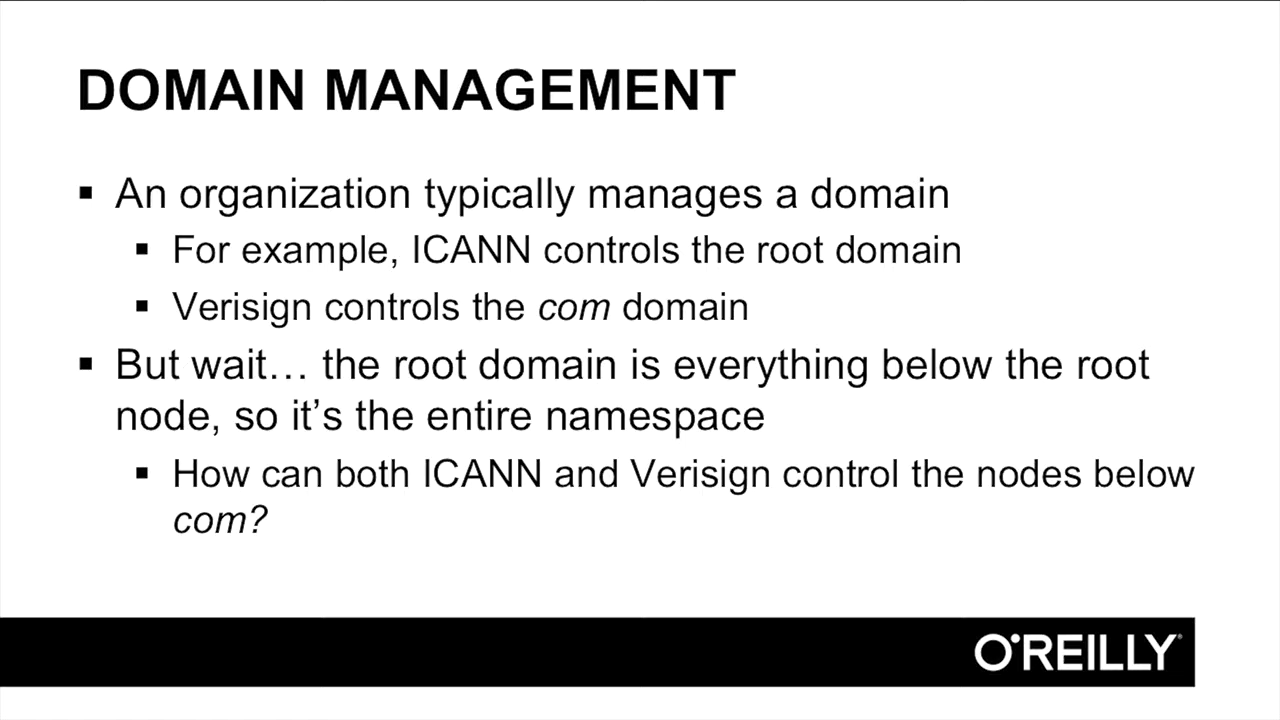 DOMAIN MANAGEMENT
▪ An organization typically manages a domain
▪ For example, ICANN controls the root domain
▪ Verisign controls the com domain
▪ But wait… the root domain is everything below the root
node, so it’s the entire namespace
▪ How can both ICANN and Verisign control the nodes below
com?
O'REILLY®